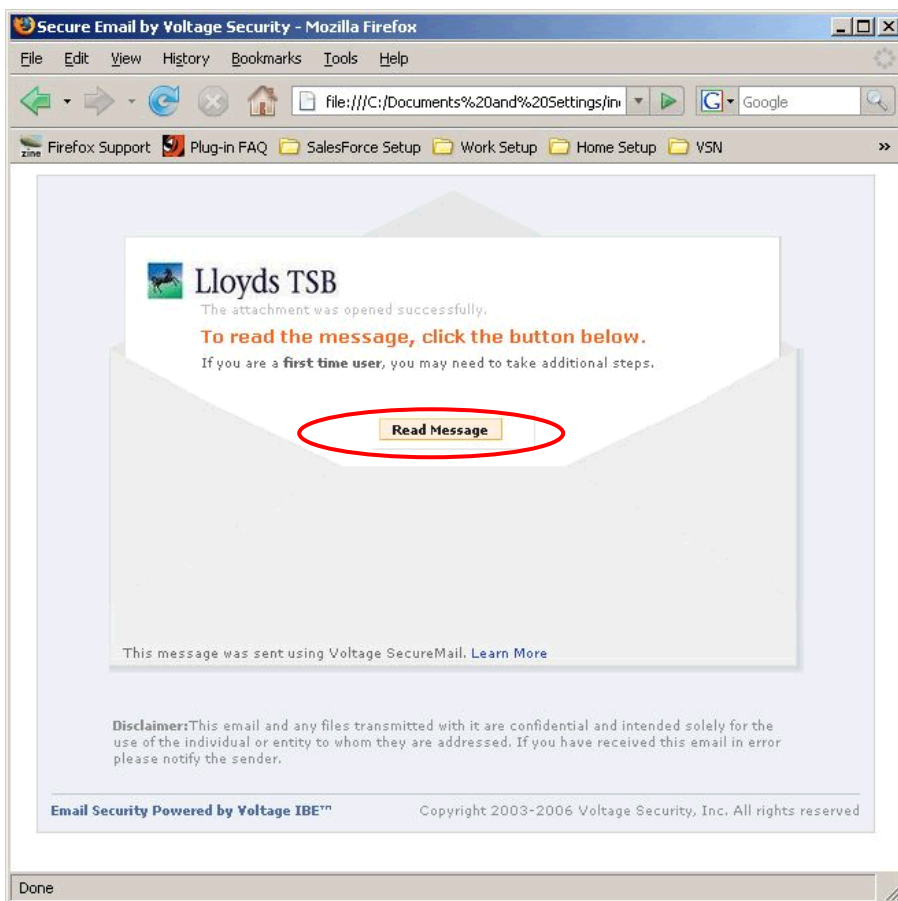 Secure Email by Voltage Security - Mozilla Firefox
File Edit View History Bookmarks Tools Help
file:///C:/Documents%20and%20Settings/in G Google
zine Firefox Support Plug-in FAQ SalesForce Setup Work Setup Home Setup VSN »
Lloyds TSB
The attachment was opened successfully.
To read the message, click the button below.
If you are a first time user, you may need to take additional steps.
Read Message
This message was sent using Voltage SecureMail. Learn More
Disclaimer:This email and any files transmitted with it are confidential and intended solely for the
use of the individual or entity to whom they are addressed. If you have received this email in error
please notify the sender.
Email Security Powered by Voltage IBE™ Copyright 2003-2006 Voltage Security, Inc. All rights reserved
Done